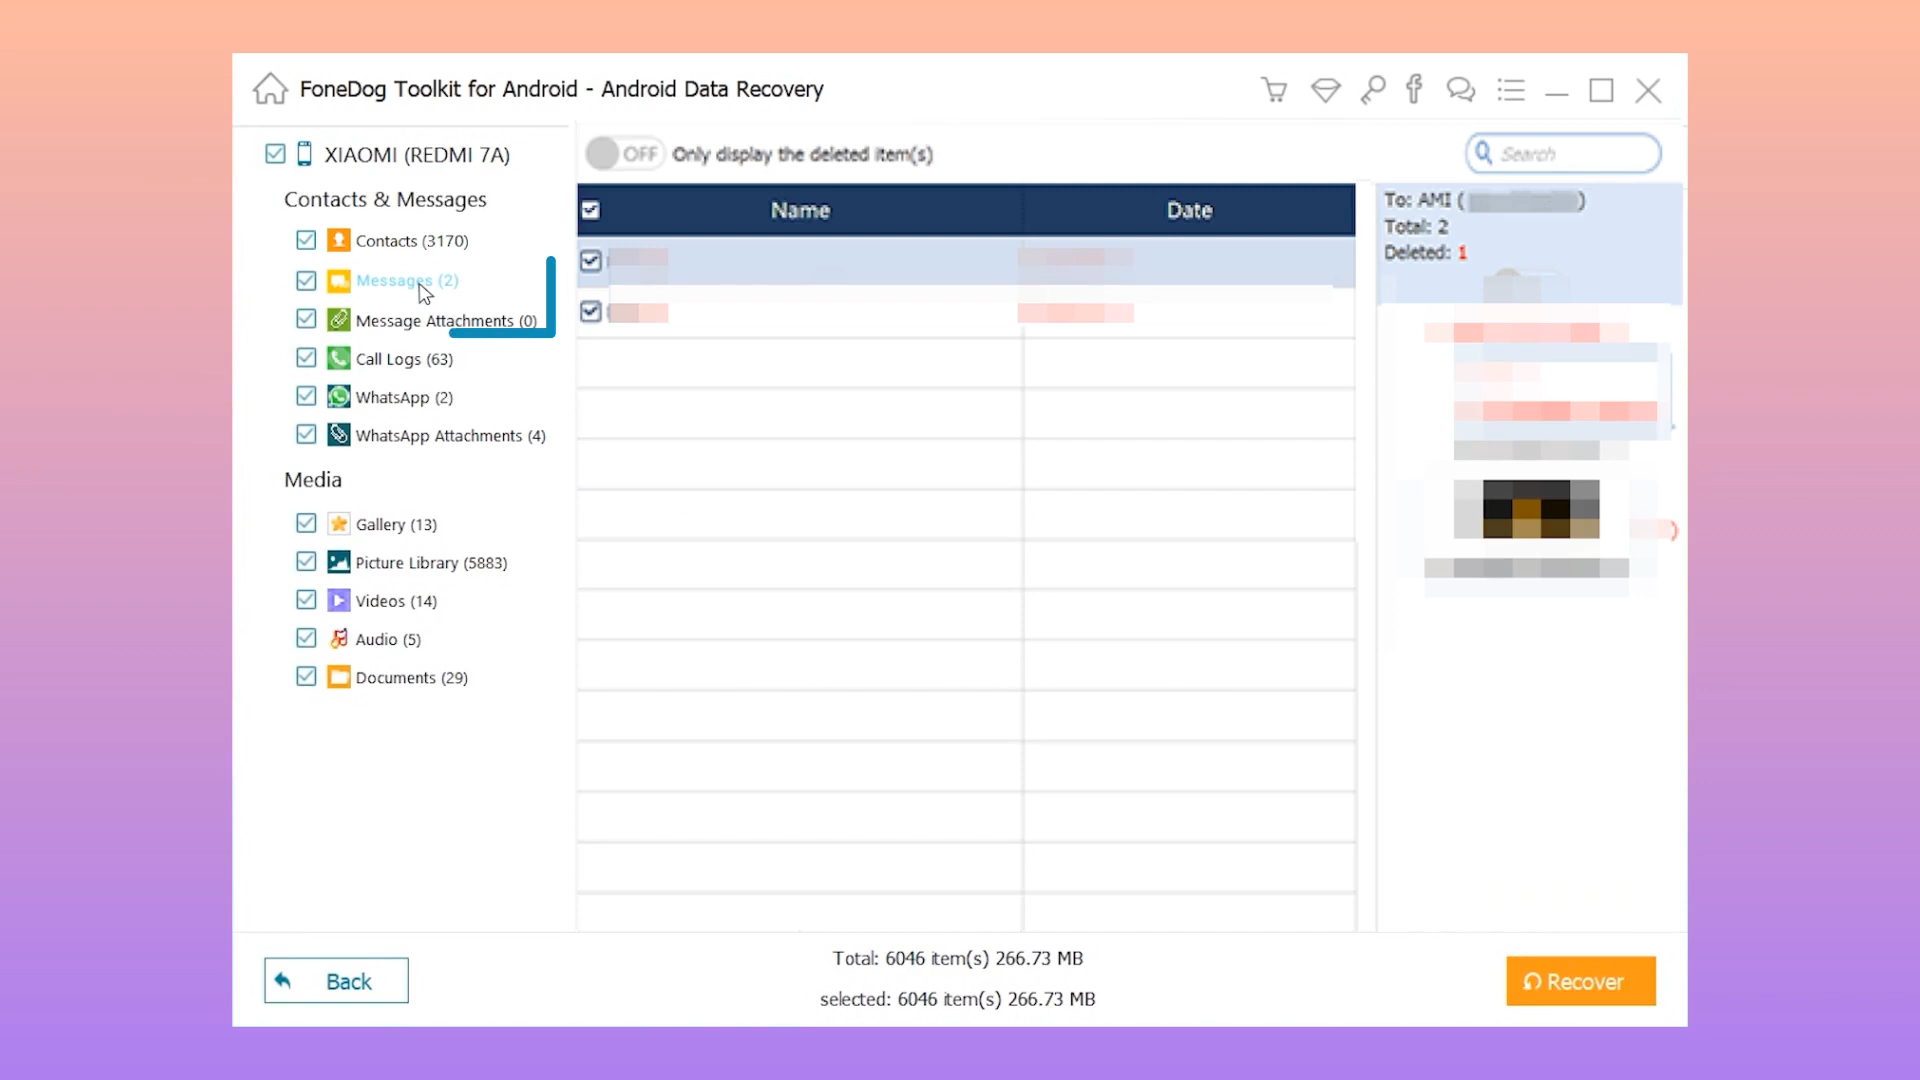 FoneDog Toolkit for Android - Android Data Recovery
XIAOMI (REDMI 7A)
OFF Only display the deleted item(s)
Search
Contacts & Messages
Contacts (3170)
Messages (2)
Message Attachments (0)
Call Logs (63)
WhatsApp (2)
WhatsApp Attachments (4)
Media
Gallery (13)
Picture Library (5883)
Videos (14)
Audio (5)
Documents (29)
Name Date
To: AMI ( )
Total: 2
Deleted: 1
Back
Total: 6046 item(s) 266.73 MB
selected: 6046 item(s) 266.73 MB
Recover